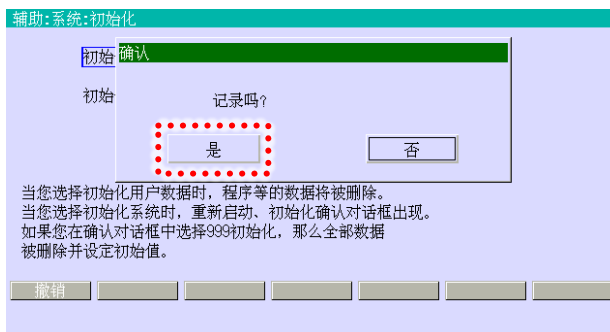 辅助:系统:初始化
确认
初始
初始
记录吗?
是
否
当您选择初始化用户数据时，程序等的数据将被删除。
当您选择初始化系统时，重新启动、初始化确认对话框出现。
如果您在确认对话框中选择999初始化，那么全部数据
被删除并设定初始值。
撤销